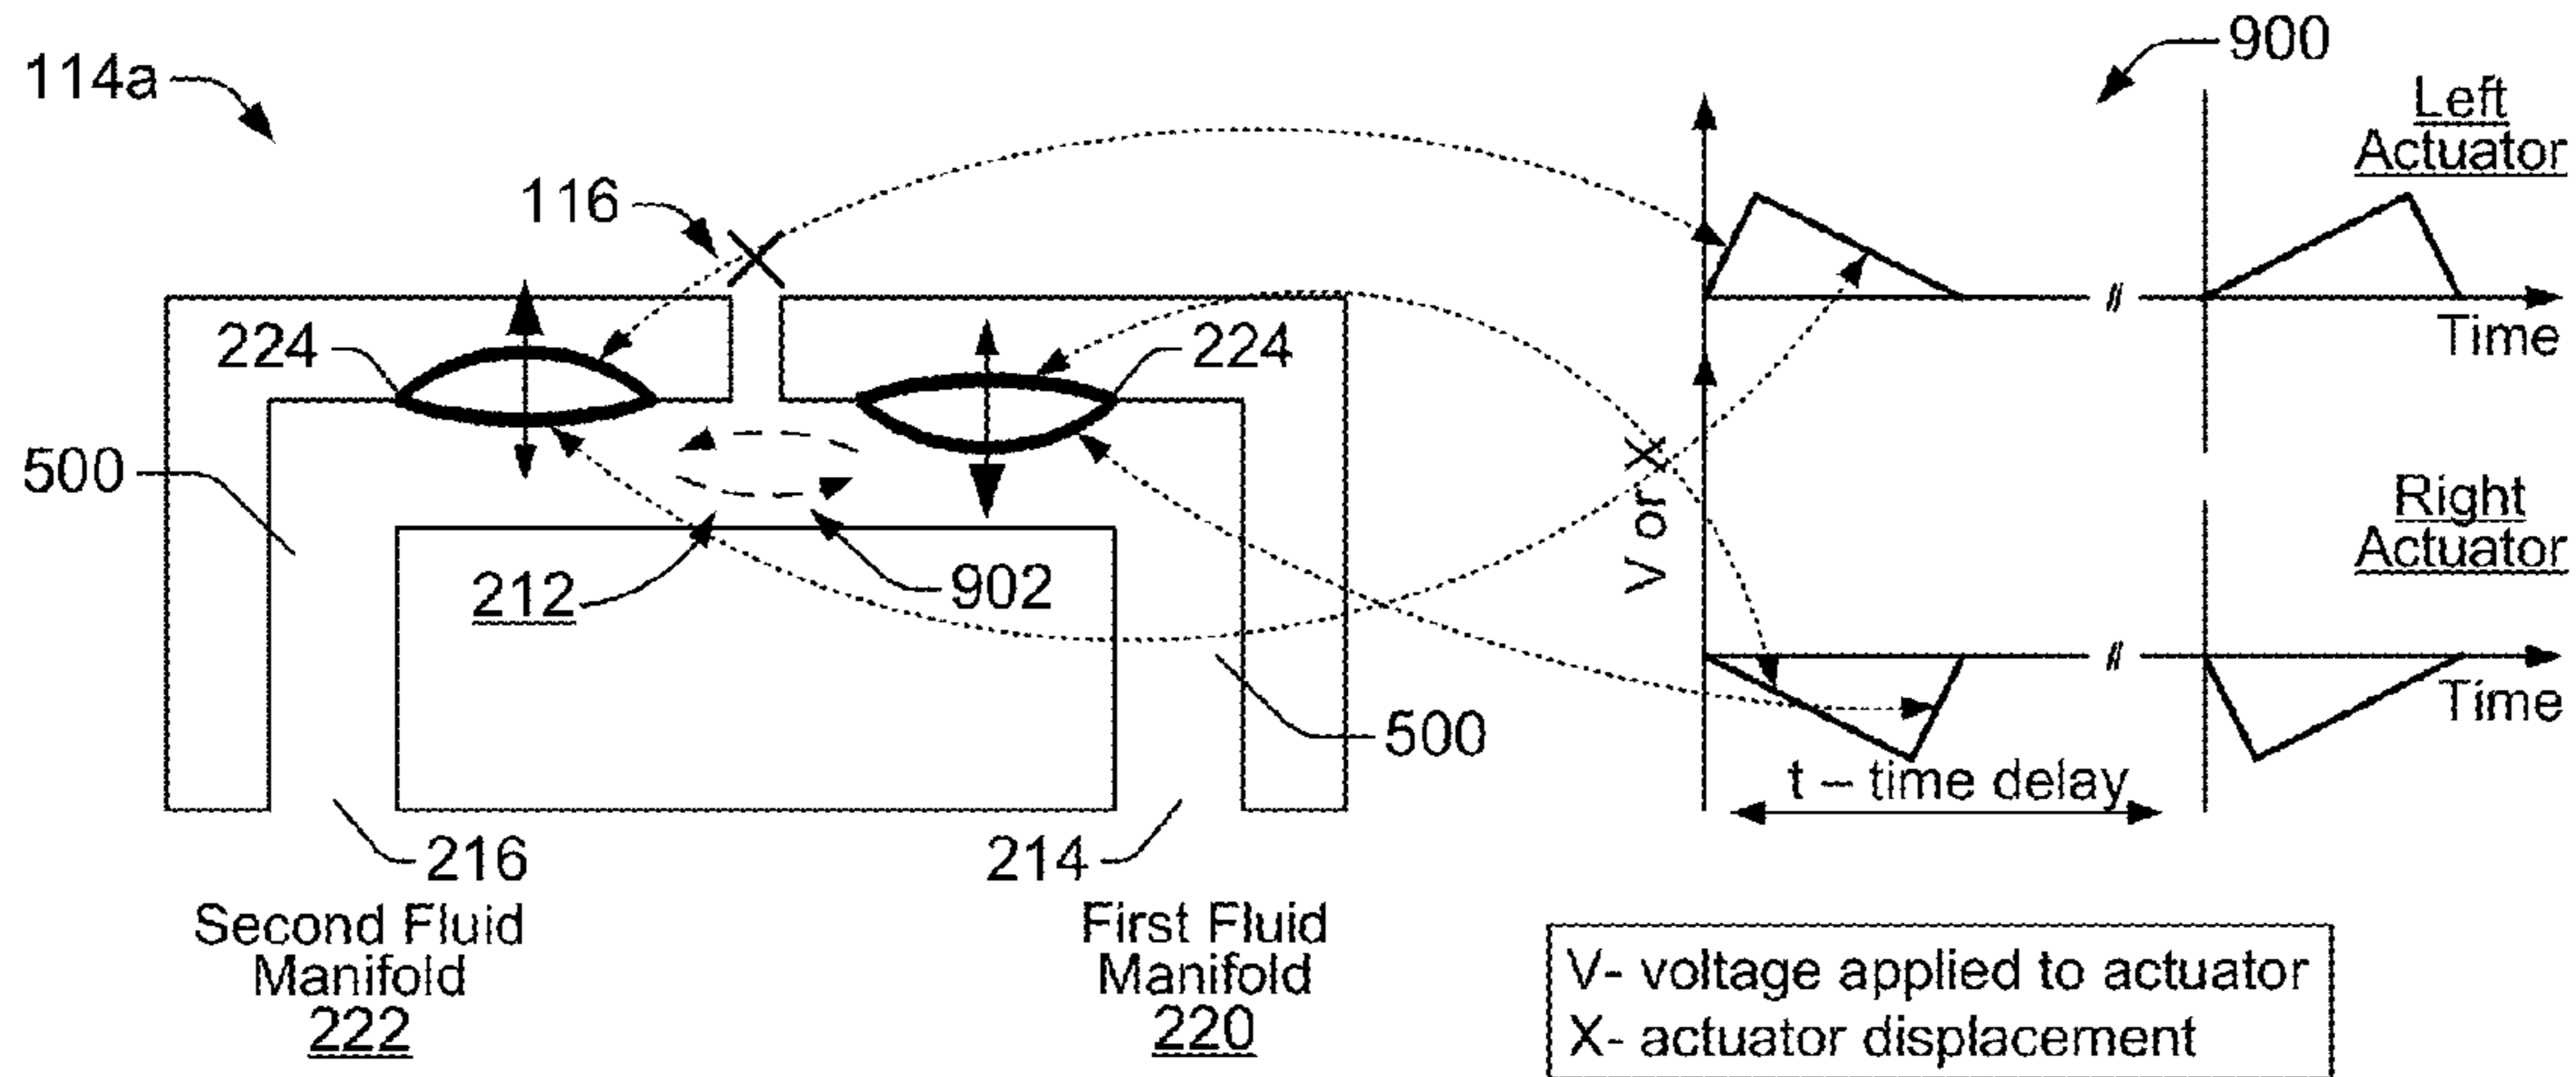 114a
900
Left
Actuator
116
224
224
Time
500
V or X
Right
Actuator
212
902
500
Time
t – time delay
216
214
Second Fluid
Manifold
222
First Fluid
Manifold
220
V- voltage applied to actuator
X- actuator displacement